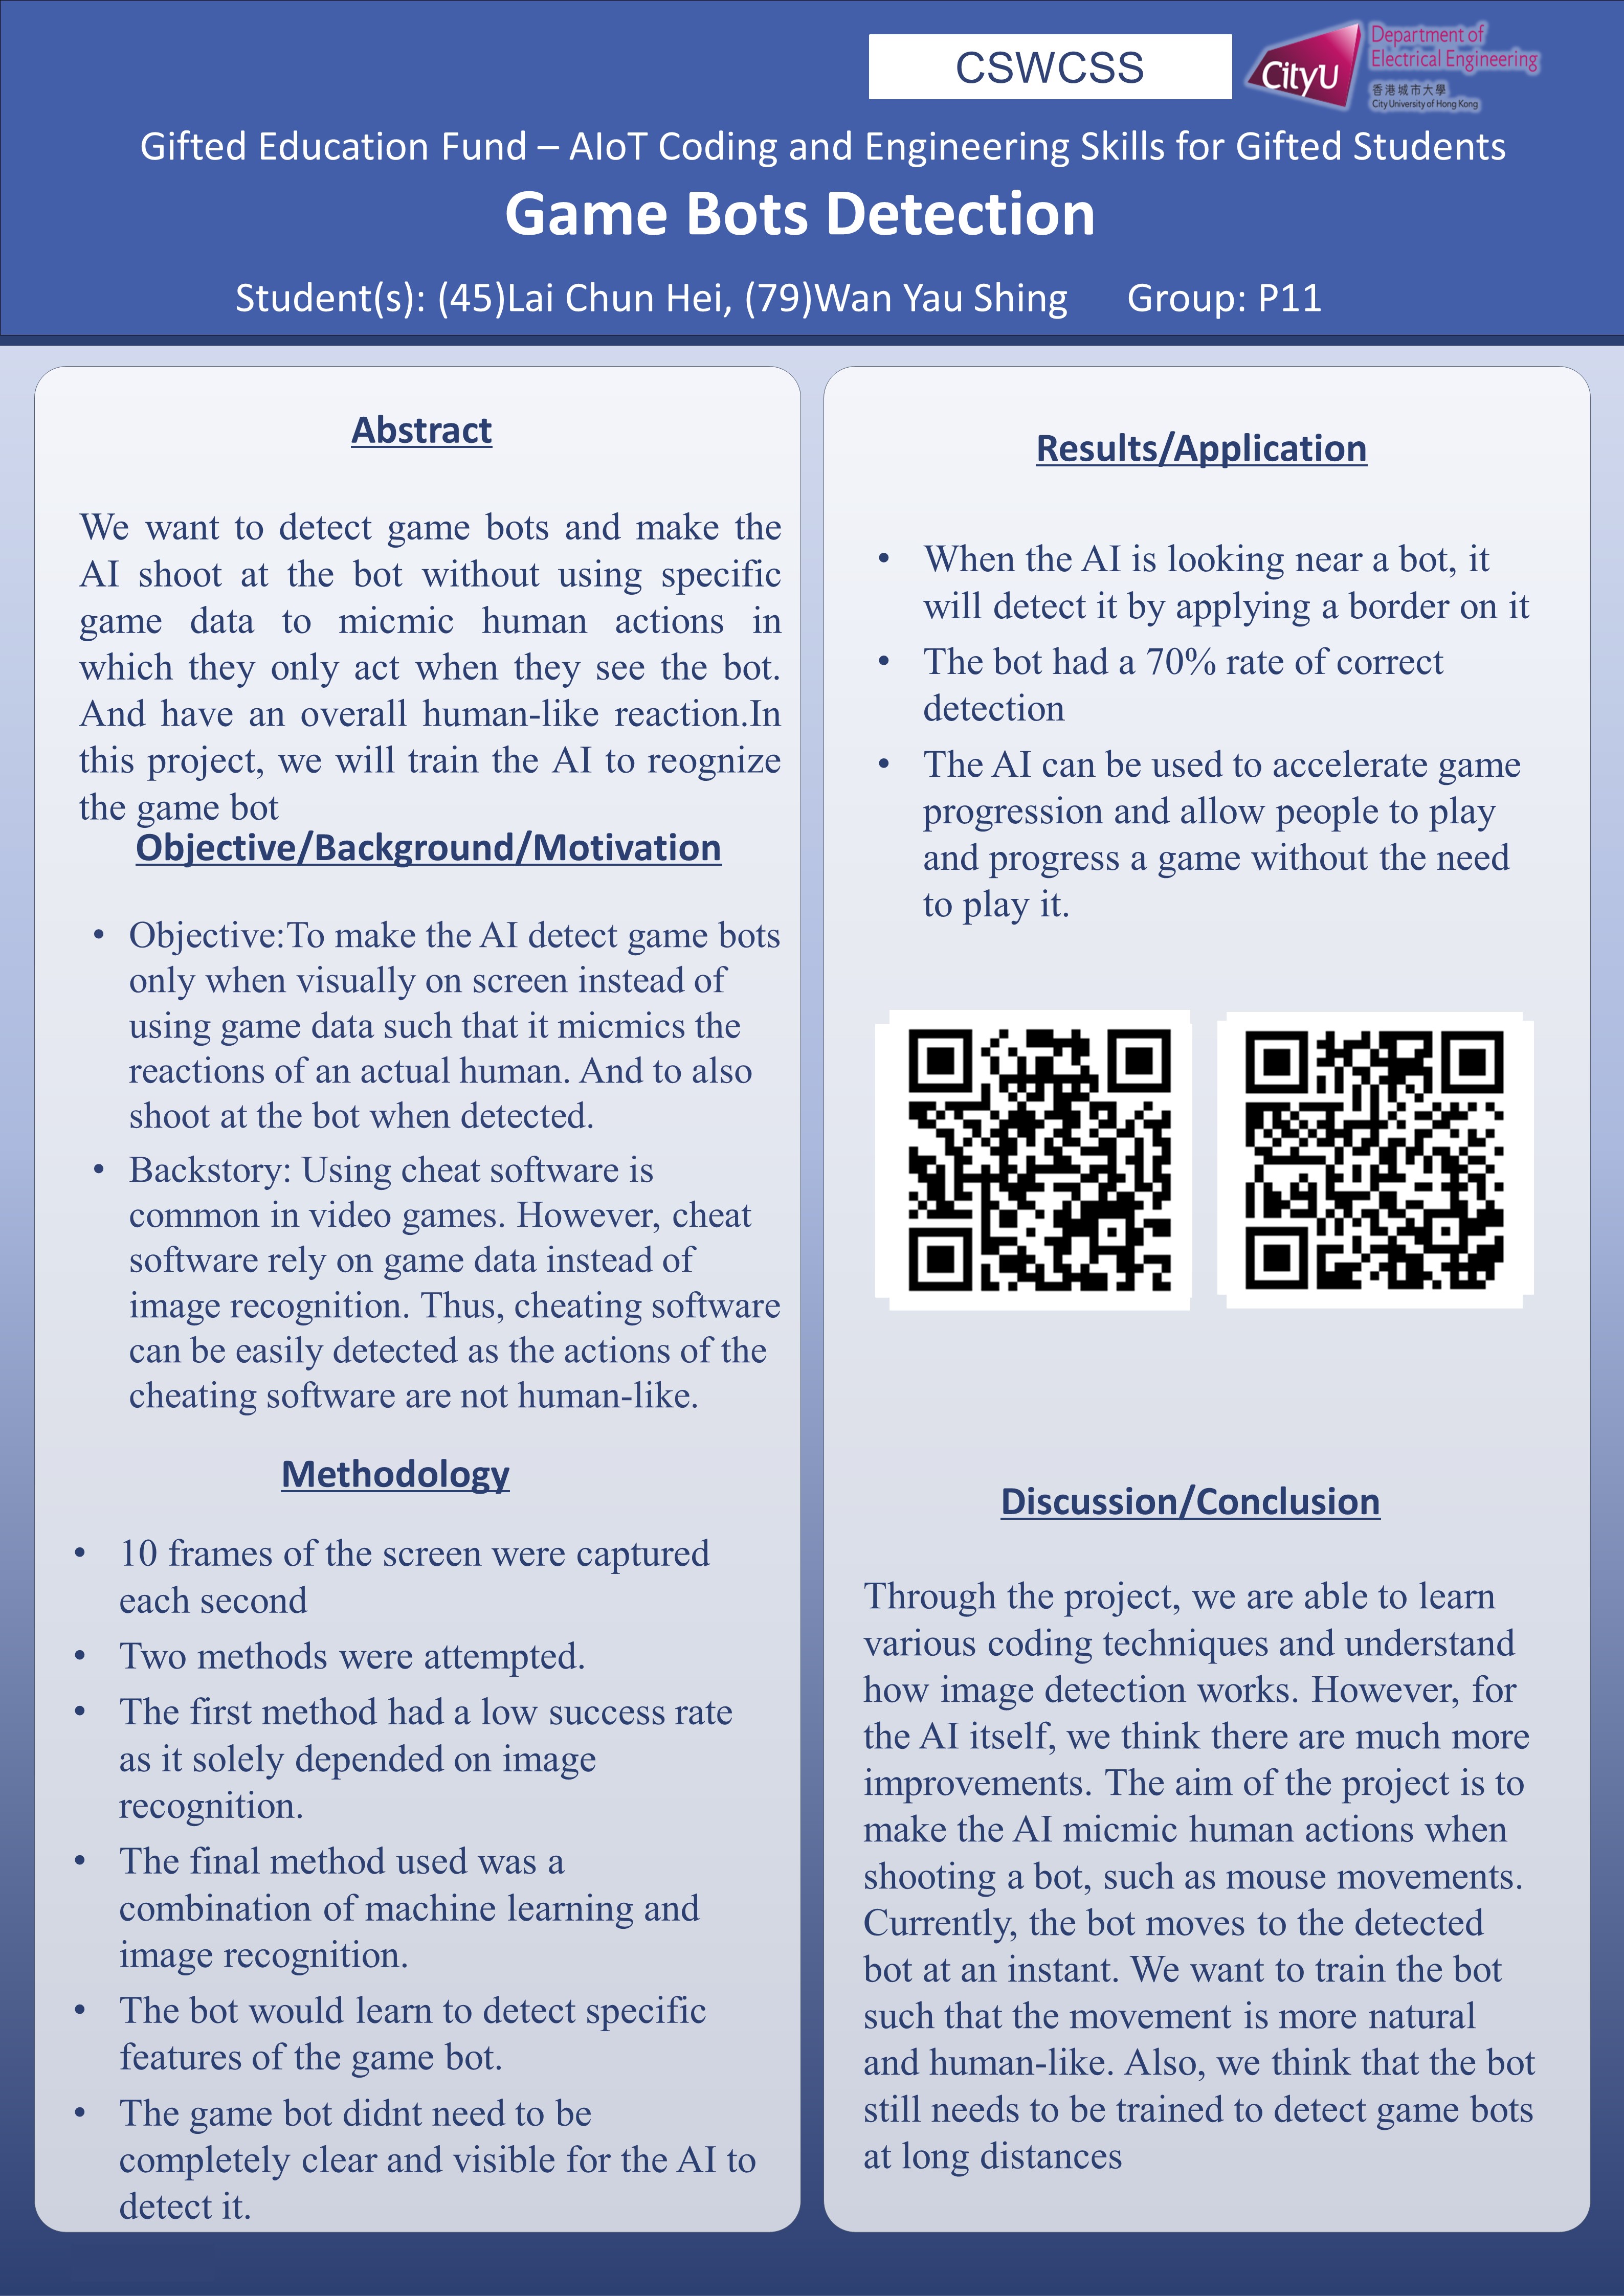 CSWCSS
CityU
Department of
Electrical Engineering
香港城市大學
City University of Hong Kong
Gifted Education Fund – AIoT Coding and Engineering Skills for Gifted Students
Game Bots Detection
Student(s): (45)Lai Chun Hei, (79)Wan Yau Shing Group: P11
Abstract
We want to detect game bots and make the
AI shoot at the bot without using specific
game data to micmic human actions in
which they only act when they see the bot.
And have an overall human-like reaction.In
this project, we will train the AI to reognize
the game bot
Objective/Background/Motivation
• Objective:To make the AI detect game bots
only when visually on screen instead of
using game data such that it micmics the
reactions of an actual human. And to also
shoot at the bot when detected.
• Backstory: Using cheat software is
common in video games. However, cheat
software rely on game data instead of
image recognition. Thus, cheating software
can be easily detected as the actions of the
cheating software are not human-like.
Methodology
• 10 frames of the screen were captured
each second
• Two methods were attempted.
• The first method had a low success rate
as it solely depended on image
recognition.
• The final method used was a
combination of machine learning and
image recognition.
• The bot would learn to detect specific
features of the game bot.
• The game bot didnt need to be
completely clear and visible for the AI to
detect it.
Results/Application
• When the AI is looking near a bot, it
will detect it by applying a border on it
• The bot had a 70% rate of correct
detection
• The AI can be used to accelerate game
progression and allow people to play
and progress a game without the need
to play it.
Discussion/Conclusion
Through the project, we are able to learn
various coding techniques and understand
how image detection works. However, for
the AI itself, we think there are much more
improvements. The aim of the project is to
make the AI micmic human actions when
shooting a bot, such as mouse movements.
Currently, the bot moves to the detected
bot at an instant. We want to train the bot
such that the movement is more natural
and human-like. Also, we think that the bot
still needs to be trained to detect game bots
at long distances